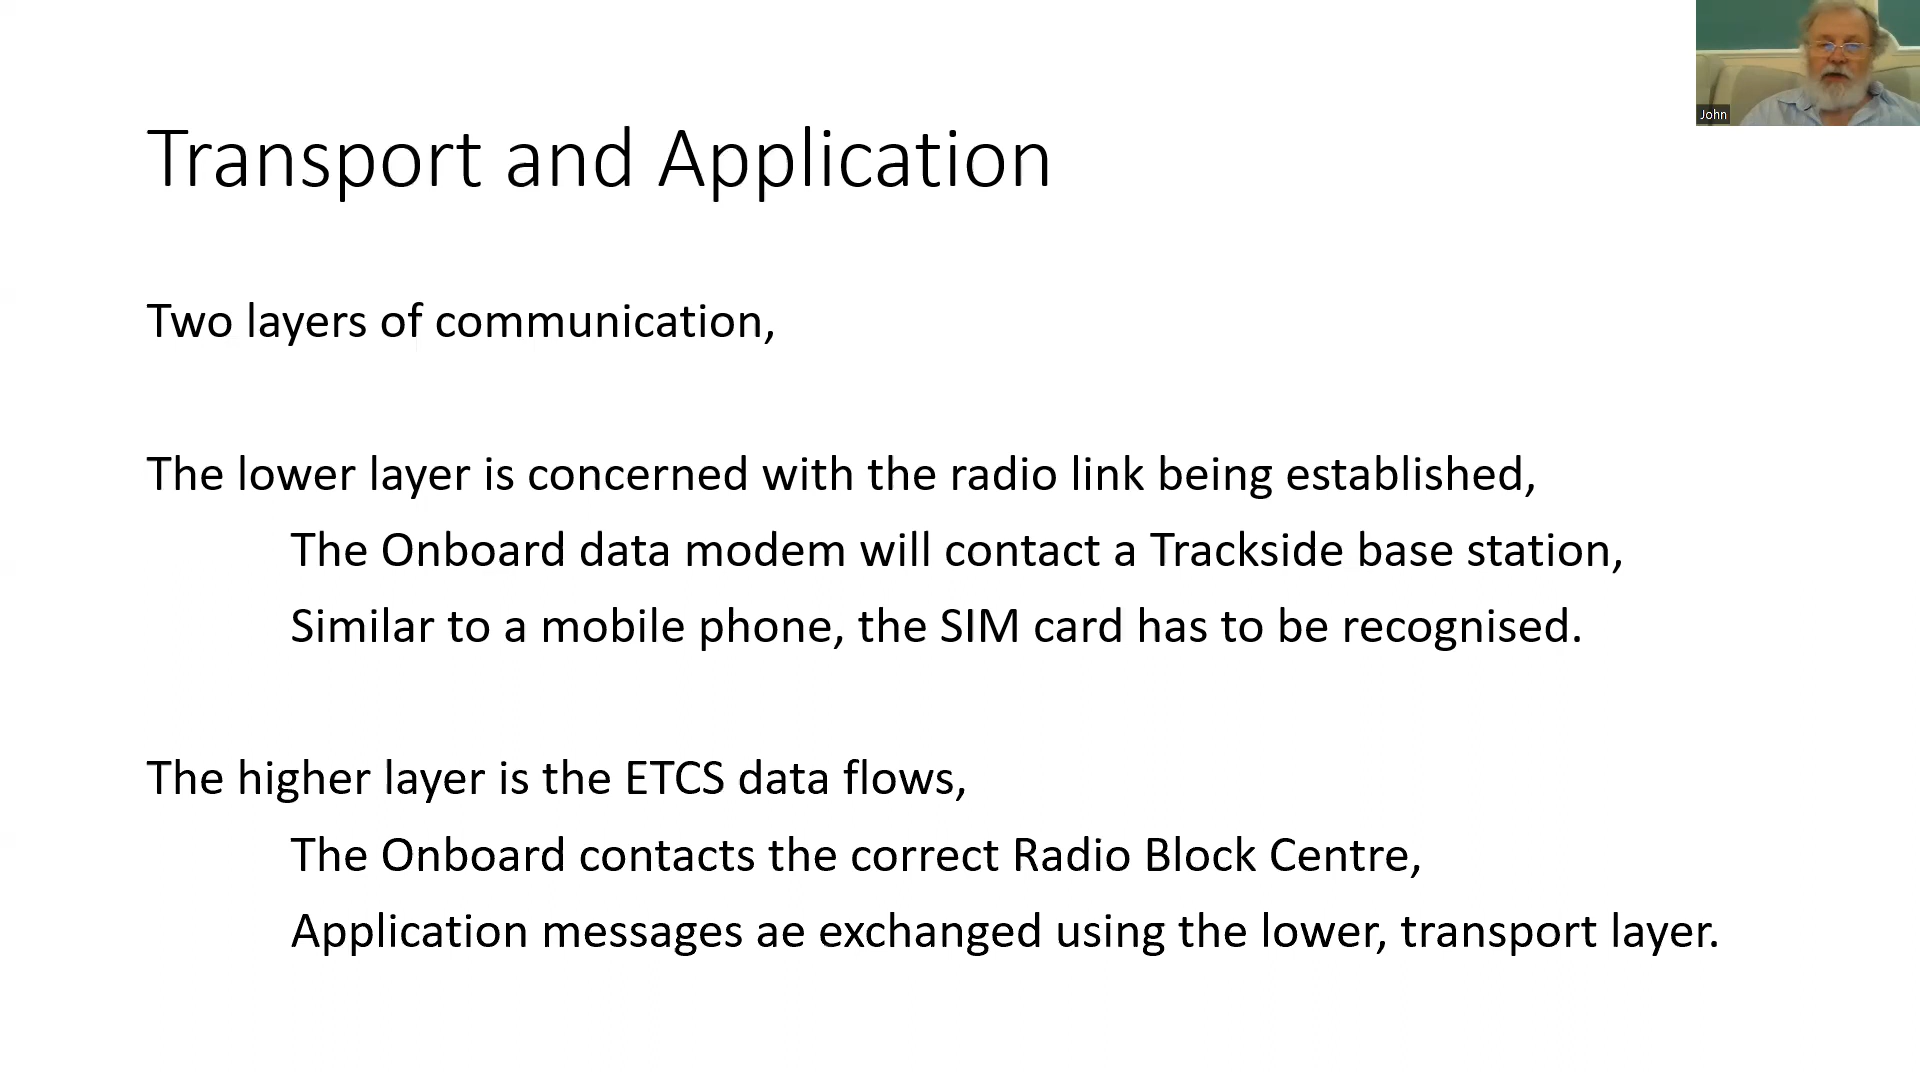 John
Transport and Application
Two layers of communication,
The lower layer is concerned with the radio link being established,
The Onboard data modem will contact a Trackside base station,
Similar to a mobile phone, the SIM card has to be recognised.
The higher layer is the ETCS data flows,
The Onboard contacts the correct Radio Block Centre,
Application messages ae exchanged using the lower, transport layer.